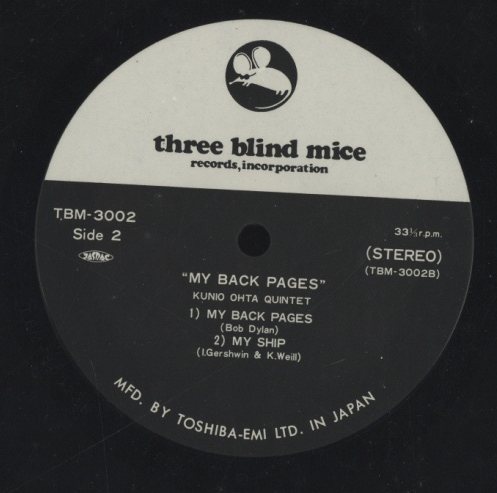 three blind mice
records, incorporation
TBM-3002
Side 2
33⅓ r.p.m.
(STEREO)
(TBM-3002B)
"MY BACK PAGES"
KUNIO OHTA QUINTET
1) MY BACK PAGES
(Bob Dylan)
2) MY SHIP
(I.Gershwin & K.Weill)
MFD. BY TOSHIBA-EMI LTD. IN JAPAN